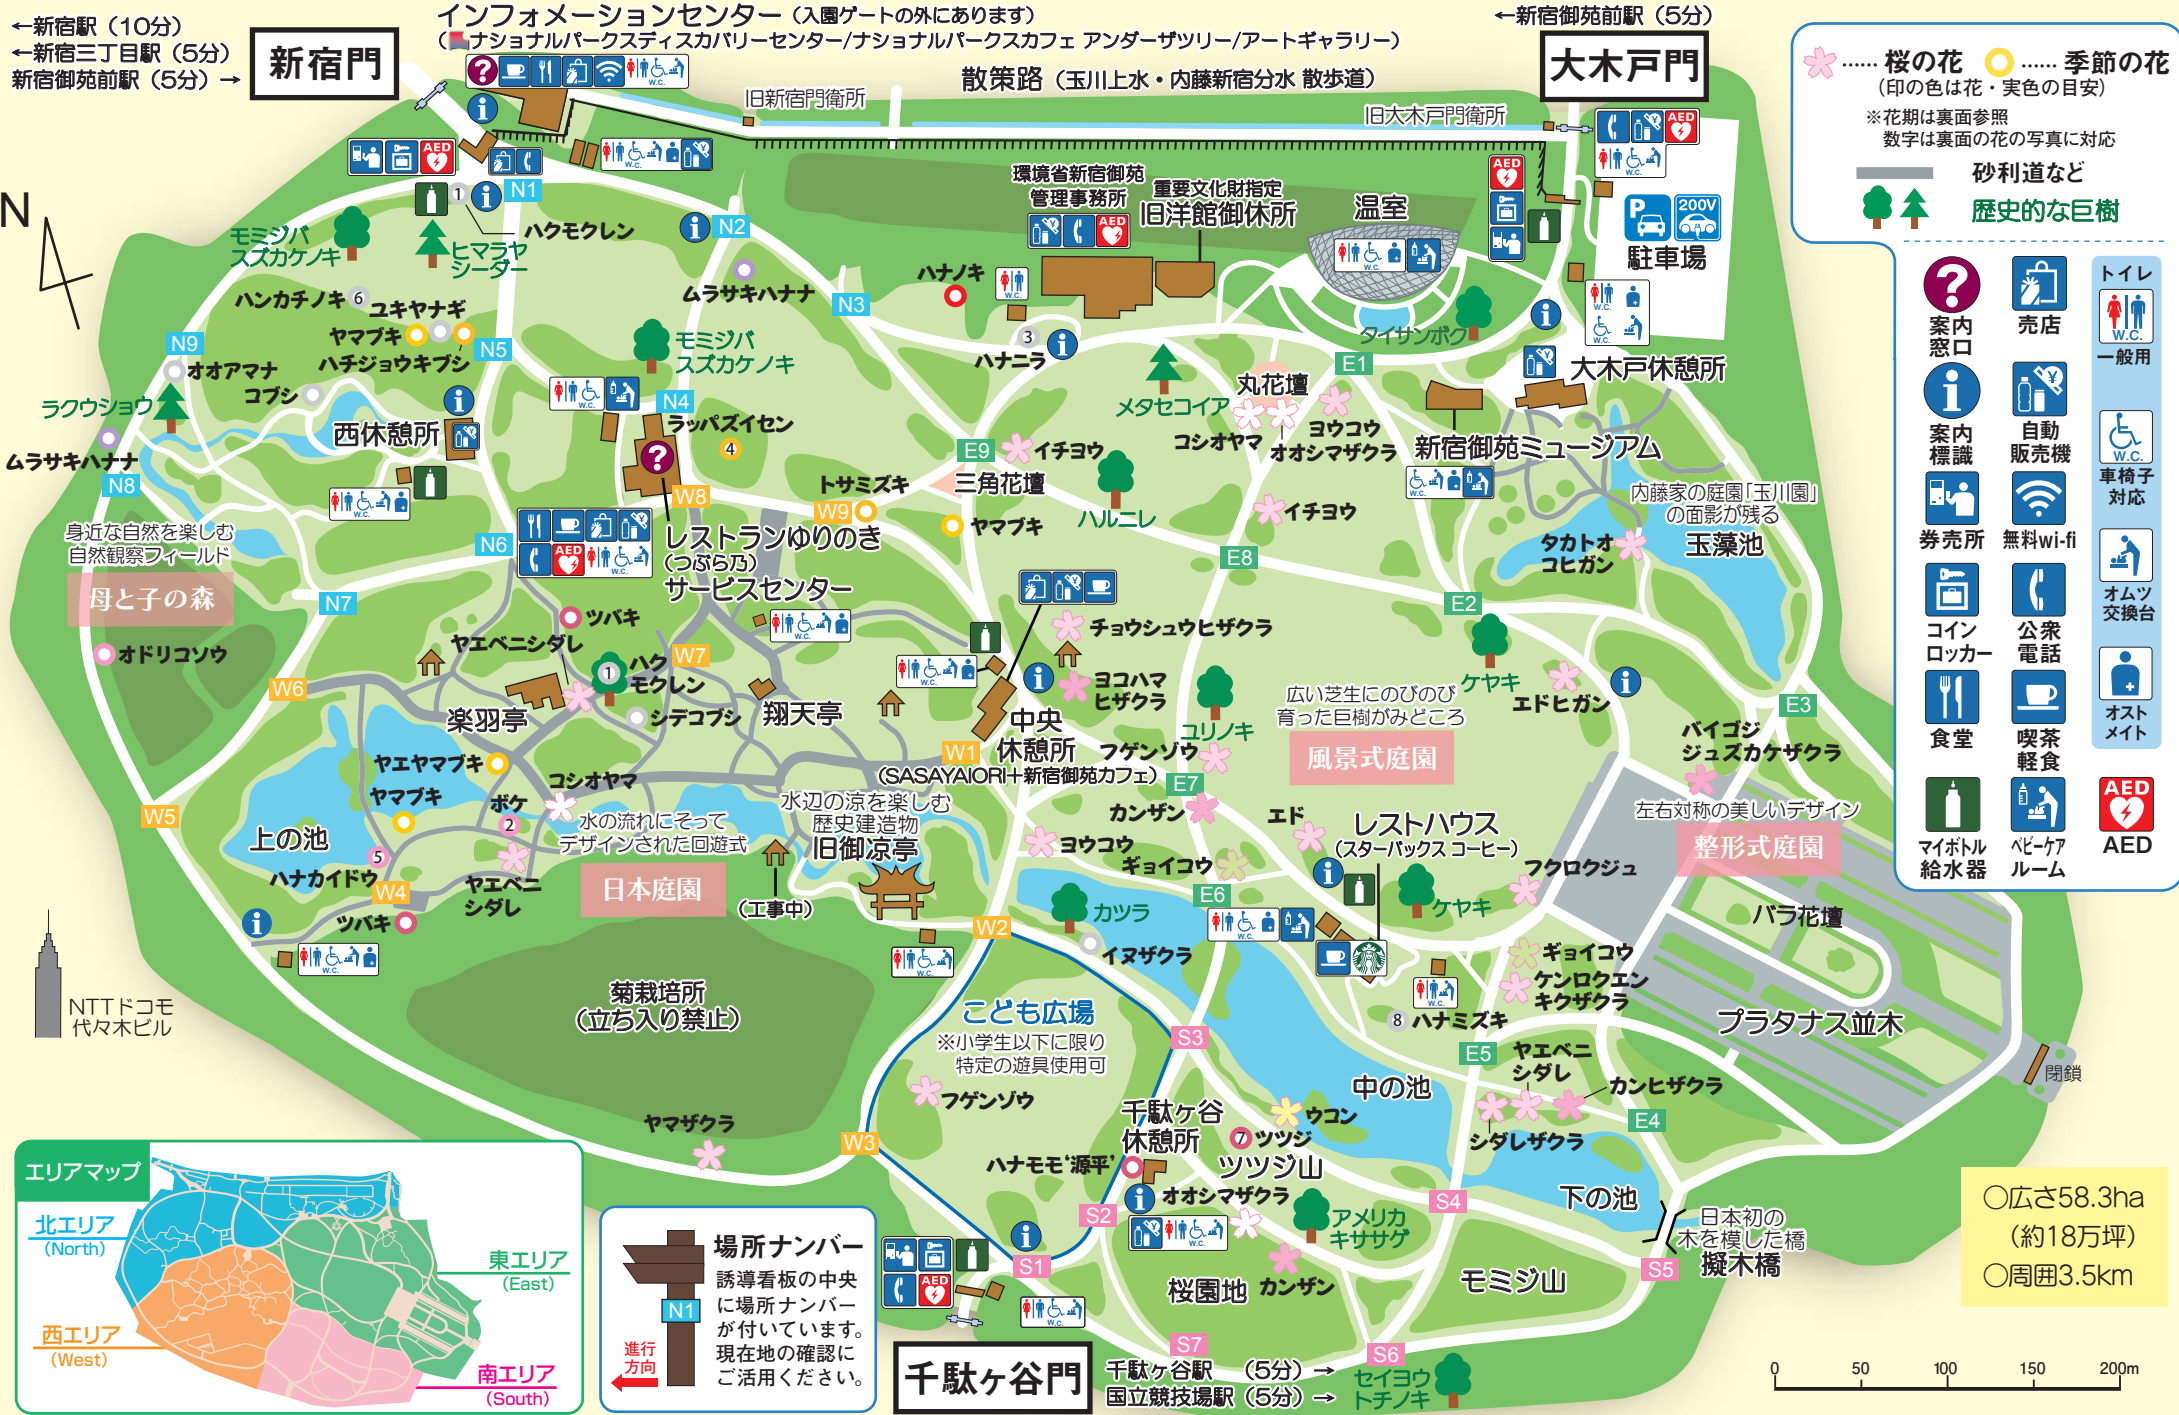 ←新宿駅（10分）
←新宿三丁目駅（5分）
新宿御苑前駅（5分）→
新宿門
インフォメーションセンター（入園ゲートの外にあります）
（ナショナルパークスディスカバリーセンター/ナショナルパークスカフェ アンダーザツリー/アートギャラリー）
←新宿御苑前駅（5分）
大木戸門
散策路（玉川上水・内藤新宿分水 散歩道）
旧新宿門衛所
旧大木戸門衛所
桜の花
季節の花
（印の色は花・実色の目安）
※花期は裏面参照
数字は裏面の花の写真に対応
砂利道など
歴史的な巨樹
案内窓口
売店
トイレ
W.C.
一般用
案内標識
自動販売機
W.C.
車椅子対応
券売所
無料wi-fi
オムツ交換台
コインロッカー
公衆電話
オストメイト
食堂
喫茶軽食
マイボトル給水器
ベビーケアルーム
AED
AED
N
N1
N2
N3
N4
N5
N6
N7
N8
N9
1
ハクモクレン
モミジバ
スズカケノキ
ヒマラヤ
シーダー
ハンカチノキ
6
ユキヤナギ
ヤマブキ
ハチジョウキブシ
オオアマナ
コブシ
ラクウショウ
ムラサキハナナ
西休憩所
ムラサキハナナ
モミジバ
スズカケノキ
ラッパズイセン
4
環境省新宿御苑
管理事務所
重要文化財指定
旧洋館御休所
ハナノキ
3
ハナニラ
温室
タイサンボク
P
200V
駐車場
大木戸休憩所
新宿御苑ミュージアム
メタセコイア
丸花壇
コシオヤマ
ヨウコウ
オオシマザクラ
E1
E9
イチョウ
三角花壇
ヤマブキ
トサミズキ
W8
W9
ハルニレ
イチヨウ
E8
E2
E3
内藤家の庭園「玉川園」
の面影が残る
玉藻池
タカトオ
コヒガン
身近な自然を楽しむ
自然観察フィールド
母と子の森
オドリコソウ
レストランゆりのき
（つぶら乃）
サービスセンター
ツバキ
ヤエベニシダレ
1
ハク
モクレン
W7
シデコブシ
翔天亭
楽羽亭
W6
W5
W1
チョウシュウヒザクラ
ヨコハマ
ヒザクラ
中央
休憩所
（SASAYAIORI+新宿御苑カフェ）
ユリノキ
フゲンゾウ
E7
カンザン
ケヤキ
エドヒガン
広い芝生にのびのび
育った巨樹がみどころ
風景式庭園
バイゴジ
ジュズカケザクラ
左右対称の美しいデザイン
整形式庭園
ヤエヤマブキ
ヤマブキ
コシオヤマ
ボケ
2
上の池
5
ハナカイドウ
W4
ツバキ
ヤエベニ
シダレ
水の流れにそって
デザインされた回遊式
日本庭園
水辺の涼を楽しむ
歴史建造物
旧御凉亭
（工事中）
ヨウコウ
ギョイコウ
E6
エド
レストハウス
（スターバックス コーヒー）
ケヤキ
フクロクジュ
バラ花壇
ギョイコウ
ケンロクエン
キクザクラ
プラタナス並木
閉鎖
カツラ
イヌザクラ
W2
8
ハナミズキ
E5
ヤエベニ
シダレ
カンヒザクラ
シダレザクラ
E4
NTTドコモ
代々木ビル
菊栽培所
（立ち入り禁止）
こども広場
※小学生以下に限り
特定の遊具使用可
S3
フゲンゾウ
ヤマザクラ
W3
中の池
ウコン
千駄ヶ谷
休憩所
7
ツツジ
ツツジ山
ハナモモ‘源平’
オオシマザクラ
S2
S1
アメリカ
キササゲ
カンザン
桜園地
S4
モミジ山
下の池
日本初の
木を模した橋
擬木橋
S5
S6
S7
セイヨウ
トチノキ
千駄ヶ谷門
千駄ヶ谷駅　（5分）→
国立競技場駅（5分）→
エリアマップ
北エリア
(North)
東エリア
(East)
西エリア
(West)
南エリア
(South)
場所ナンバー
誘導看板の中央
に場所ナンバー
が付いています。
現在地の確認に
ご活用ください。
N1
進行
方向
○広さ58.3ha
（約18万坪）
○周囲3.5km
0 50 100 150 200m